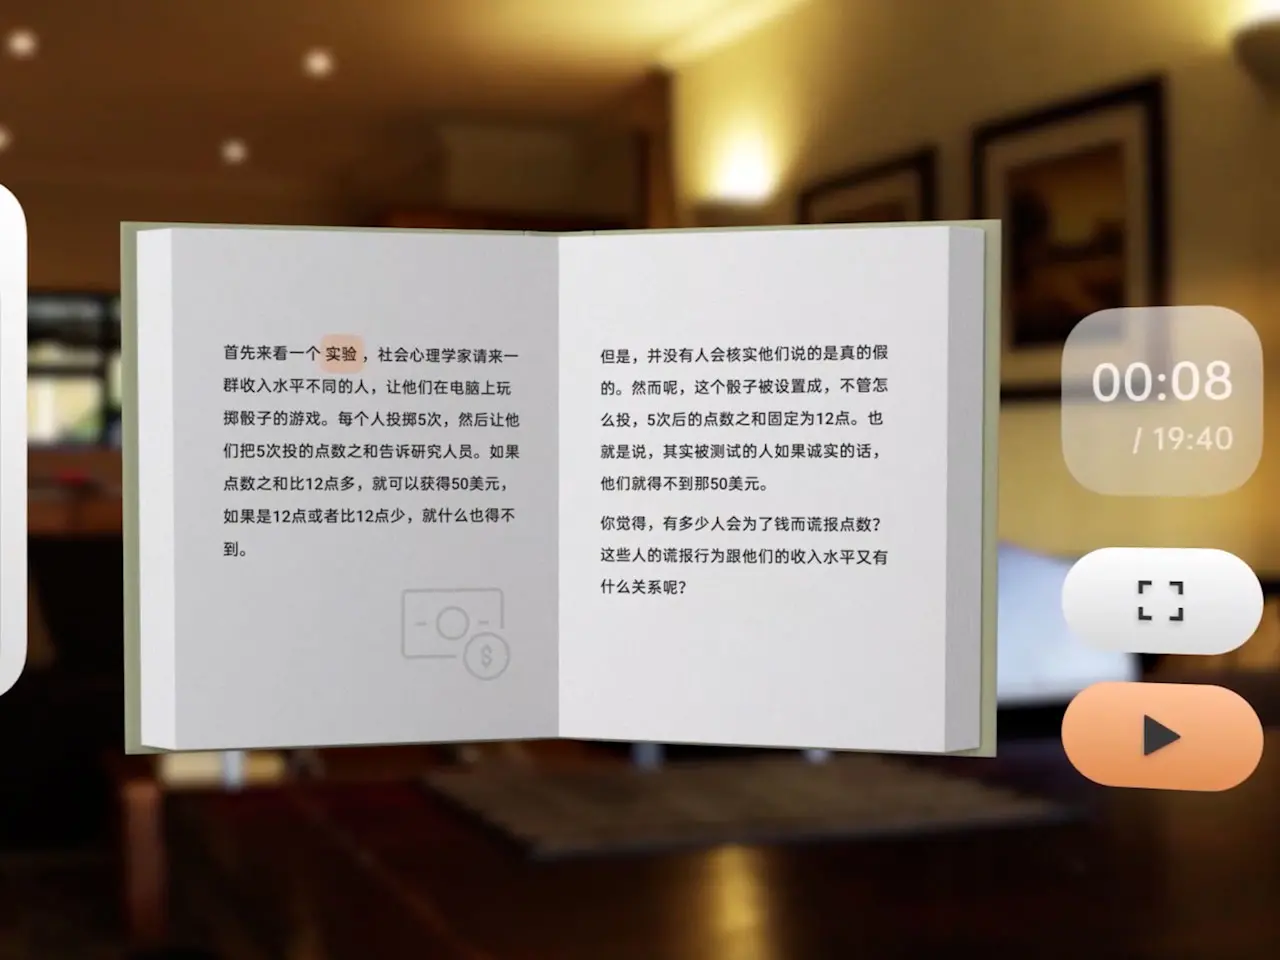 首先来看一个实验，社会心理学家请来一
群收入水平不同的人，让他们在电脑上玩
掷骰子的游戏。每个人投掷5次，然后让他
们把5次投的点数之和告诉研究人员。如果
点数之和比12点多，就可以获得50美元，
如果是12点或者比12点少，就什么也得不
到。
$
但是，并没有人会核实他们说的是真的假
的。然而呢，这个骰子被设置成，不管怎
么投，5次后的点数之和固定为12点。也
就是说，其实被测试的人如果诚实的话，
他们就得不到那50美元。
你觉得，有多少人会为了钱而谎报点数？
这些人的谎报行为跟他们的收入水平又有
什么关系呢？
00:08
/ 19:40